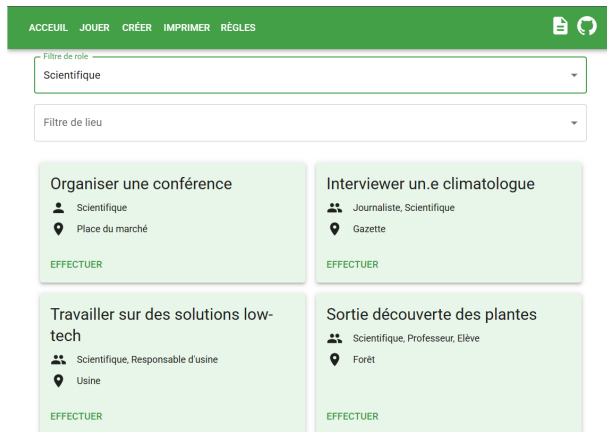 ACCEUIL JOUER CRÉER IMPRIMER RÈGLES
Filtre de role
Scientifique
Filtre de lieu
Organiser une conférence
Scientifique
Place du marché
EFFECTUER
Interviewer un.e climatologue
Journaliste, Scientifique
Gazette
EFFECTUER
Travailler sur des solutions low-
tech
Scientifique, Responsable d'usine
Usine
EFFECTUER
Sortie découverte des plantes
Scientifique, Professeur, Elève
Forêt
EFFECTUER